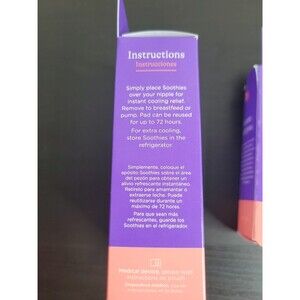 Instructions
Instrucciones
Simply place Soothies
over your nipple for
instant cooling relief.
Remove to breastfeed or
pump. Pad can be reused
for up to 72 hours.
For extra cooling,
store Soothies in the
refrigerator.
Simplemente, coloque el
apósito Soothies sobre el área
del pezón para obtener un
alivio refrescante instantáneo.
Retírelo para amamantar o
extraerse leche. Puede
reutilizarse durante un
máximo de 72 horas.
Para que sean más
refrescantes, guarde los
Soothies en el refrigerador.
Medical device,